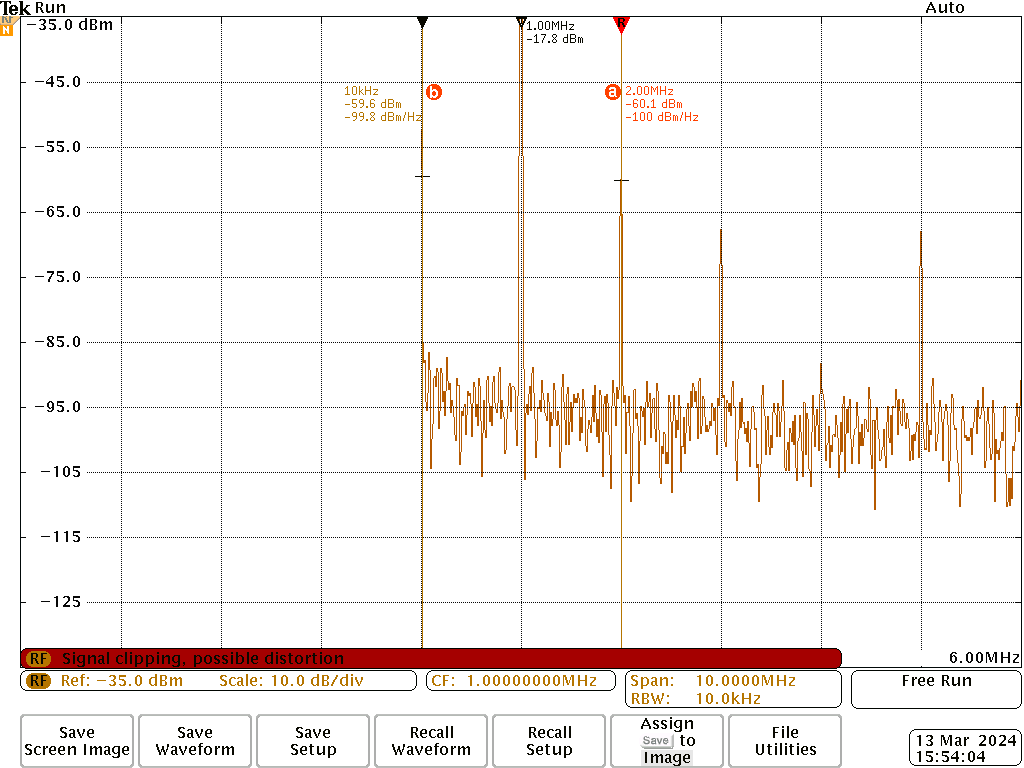 Tek Run Auto
−35.0 dBm
N
T 1.00MHz
−17.8 dBm
R
−45.0
10kHz
−59.6 dBm
−99.8 dBm/Hz
b
a 2.00MHz
−60.1 dBm
−100 dBm/Hz
−55.0
−65.0
−75.0
−85.0
−95.0
−105
−115
−125
RF Signal clipping, possible distortion
6.00MHz
RF Ref: −35.0 dBm Scale: 10.0 dB/div
CF: 1.00000000MHz
Span: 10.0000MHz
RBW: 10.0kHz
Free Run
Save
Screen Image
Save
Waveform
Save
Setup
Recall
Waveform
Recall
Setup
Assign
Save to
Image
File
Utilities
13 Mar 2024
15:54:04